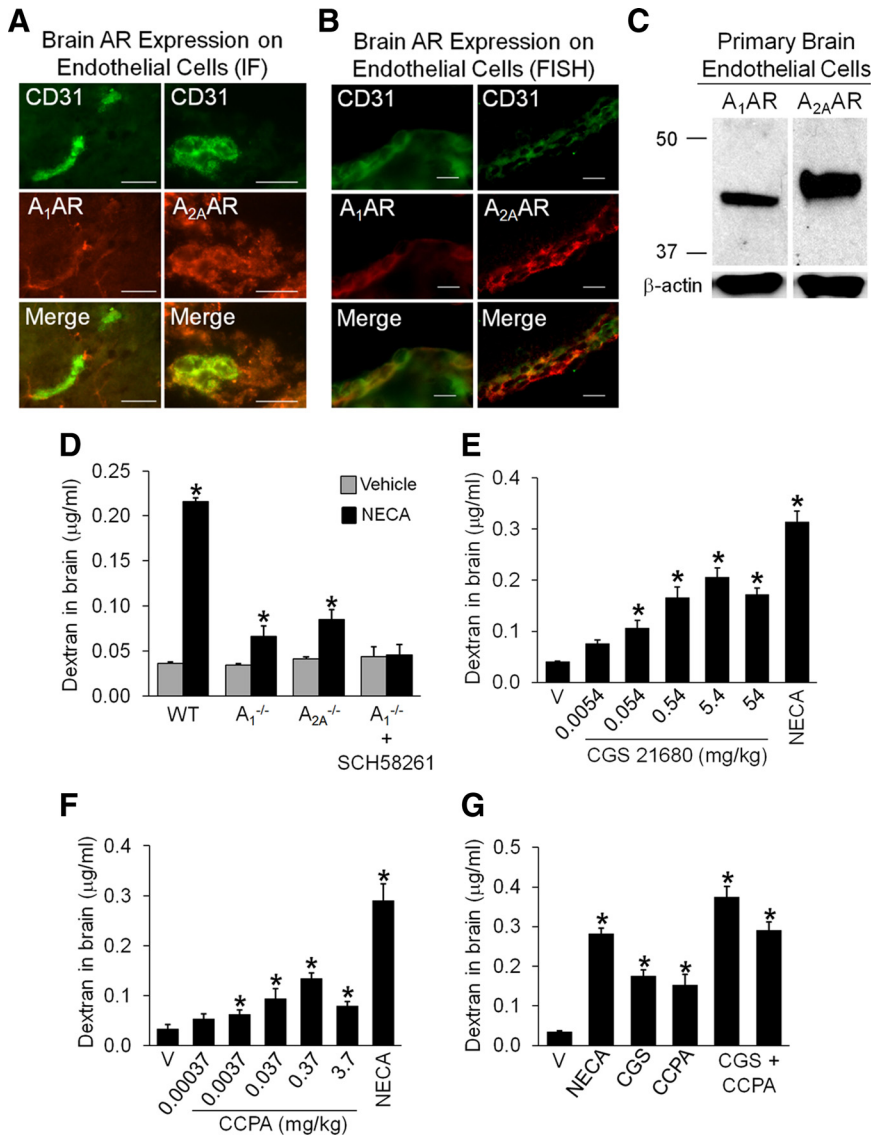 A
Brain AR Expression on
Endothelial Cells (IF)
CD31
CD31
A1AR
A2AAR
Merge
Merge
B
Brain AR Expression on
Endothelial Cells (FISH)
CD31
CD31
A1AR
A2AAR
Merge
Merge
C
Primary Brain
Endothelial Cells
A1AR
A2AAR
50
37
β-actin
D
Dextran in brain (μg/ml)
0.25
0.20
0.15
0.10
0.05
0.00
Vehicle
NECA
*
*
*
WT
A1-/-
A2A-/-
A1-/-
+
SCH58261
E
Dextran in brain (μg/ml)
0.4
0.3
0.2
0.1
0.0
* * * * *
V
0.0054
0.054
0.54
5.4
54
NECA
CGS 21680 (mg/kg)
F
Dextran in brain (μg/ml)
0.4
0.3
0.2
0.1
0.0
* * * * *
V
0.00037
0.0037
0.037
0.37
3.7
NECA
CCPA (mg/kg)
G
Dextran in brain (μg/ml)
0.5
0.4
0.3
0.2
0.1
0.0
* * * * *
V
NECA
CGS
CCPA
CGS +
CCPA